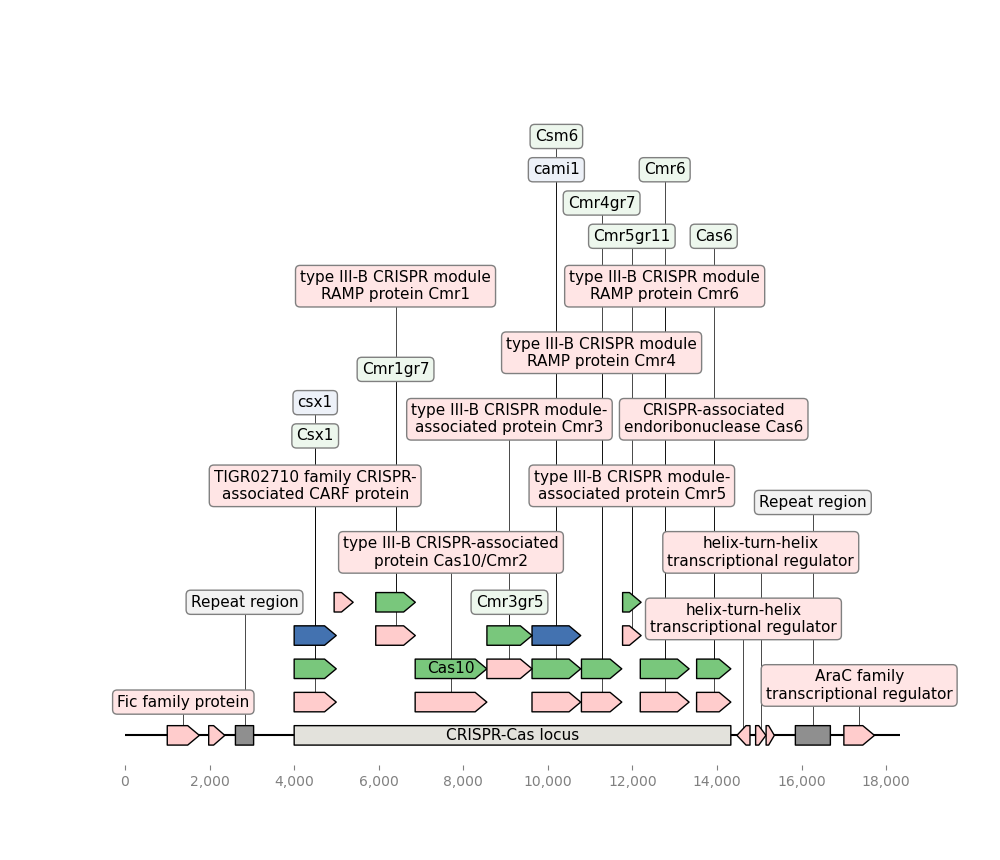 Csm6
cami1
Cmr6
Cmr4gr7
Cmr5gr11
Cas6
type III-B CRISPR module
RAMP protein Cmr1
type III-B CRISPR module
RAMP protein Cmr6
type III-B CRISPR module
RAMP protein Cmr4
Cmr1gr7
csx1
type III-B CRISPR module-
associated protein Cmr3
CRISPR-associated
endoribonuclease Cas6
Csx1
TIGR02710 family CRISPR-
associated CARF protein
type III-B CRISPR module-
associated protein Cmr5
Repeat region
type III-B CRISPR-associated
protein Cas10/Cmr2
helix-turn-helix
transcriptional regulator
Repeat region
Cmr3gr5
helix-turn-helix
transcriptional regulator
Cas10
Fic family protein
AraC family
transcriptional regulator
CRISPR-Cas locus
0 2,000 4,000 6,000 8,000 10,000 12,000 14,000 16,000 18,000